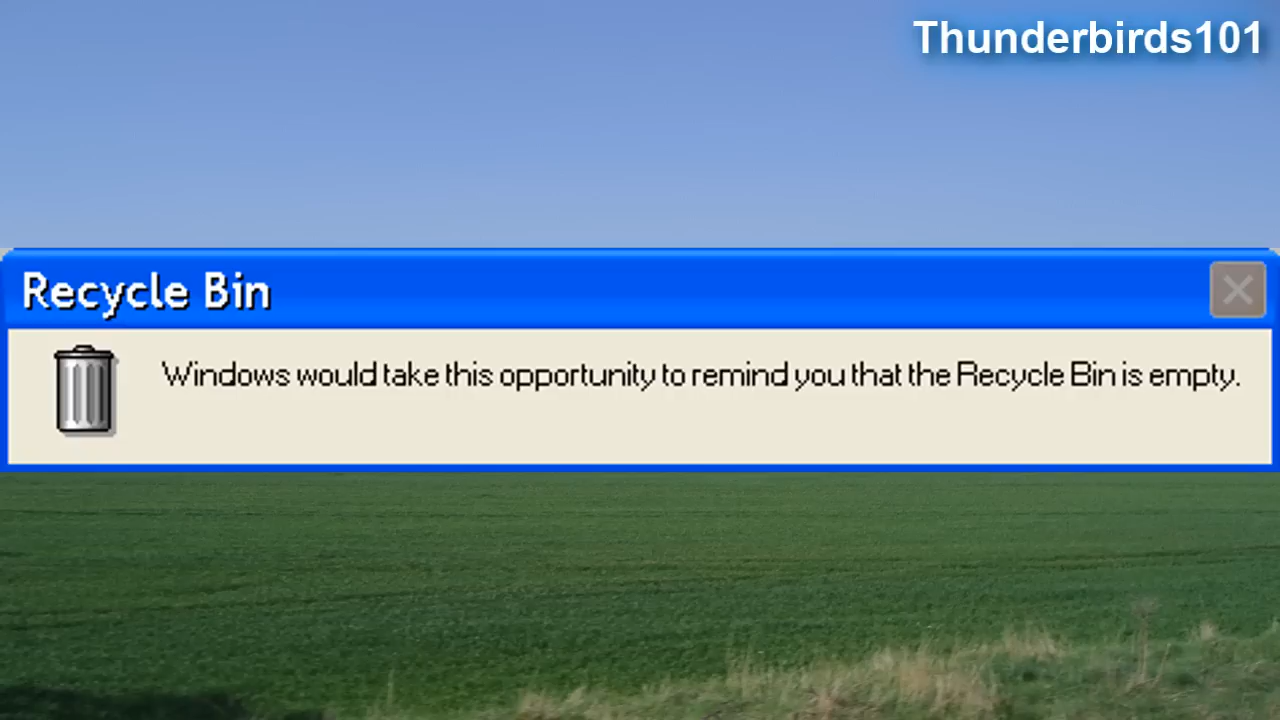 Thunderbirds101
Recycle Bin
Windows would take this opportunity to remind you that the Recycle Bin is empty.